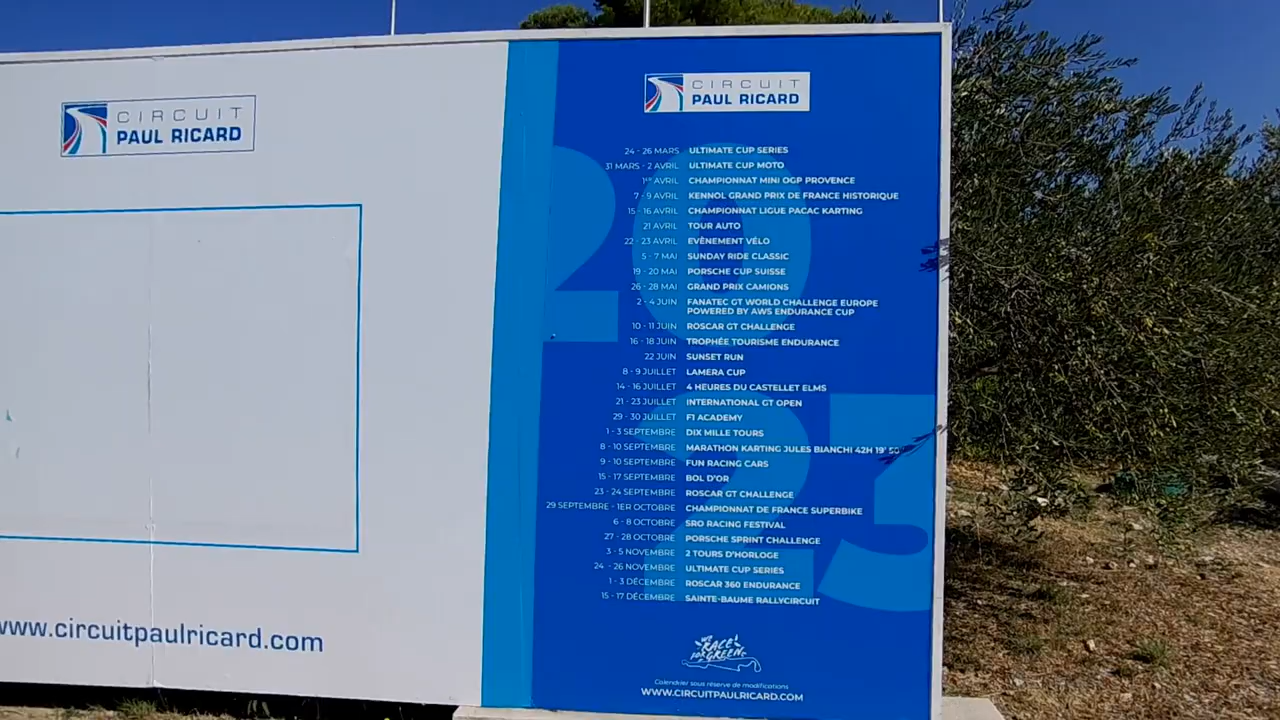 CIRCUIT
PAUL RICARD
www.circuitpaulricard.com
CIRCUIT
PAUL RICARD
2023
24 - 26 MARS ULTIMATE CUP SERIES
31 MARS - 2 AVRIL ULTIMATE CUP MOTO
1er AVRIL CHAMPIONNAT MINI OGP PROVENCE
7 - 9 AVRIL KENNOL GRAND PRIX DE FRANCE HISTORIQUE
15 - 16 AVRIL CHAMPIONNAT LIGUE PACAC KARTING
21 AVRIL TOUR AUTO
22 - 23 AVRIL EVÈNEMENT VÉLO
5 - 7 MAI SUNDAY RIDE CLASSIC
19 - 20 MAI PORSCHE CUP SUISSE
26 - 28 MAI GRAND PRIX CAMIONS
2 - 4 JUIN FANATEC GT WORLD CHALLENGE EUROPE
POWERED BY AWS ENDURANCE CUP
10 - 11 JUIN ROSCAR GT CHALLENGE
16 - 18 JUIN TROPHÉE TOURISME ENDURANCE
22 JUIN SUNSET RUN
8 - 9 JUILLET LAMERA CUP
14 - 16 JUILLET 4 HEURES DU CASTELLET ELMS
21 - 23 JUILLET INTERNATIONAL GT OPEN
29 - 30 JUILLET F1 ACADEMY
1 - 3 SEPTEMBRE DIX MILLE TOURS
8 - 10 SEPTEMBRE MARATHON KARTING JULES BIANCHI 42H 19' 50
9 - 10 SEPTEMBRE FUN RACING CARS
15 - 17 SEPTEMBRE BOL D'OR
23 - 24 SEPTEMBRE ROSCAR GT CHALLENGE
29 SEPTEMBRE - 1ER OCTOBRE CHAMPIONNAT DE FRANCE SUPERBIKE
6 - 8 OCTOBRE SRO RACING FESTIVAL
27 - 28 OCTOBRE PORSCHE SPRINT CHALLENGE
3 - 5 NOVEMBRE 2 TOURS D'HORLOGE
24 - 26 NOVEMBRE ULTIMATE CUP SERIES
1 - 3 DÉCEMBRE ROSCAR 360 ENDURANCE
15 - 17 DÉCEMBRE SAINTE-BAUME RALLYCIRCUIT
WE
RACE
FOR GREEN
Calendrier sous réserve de modifications
WWW.CIRCUITPAULRICARD.COM